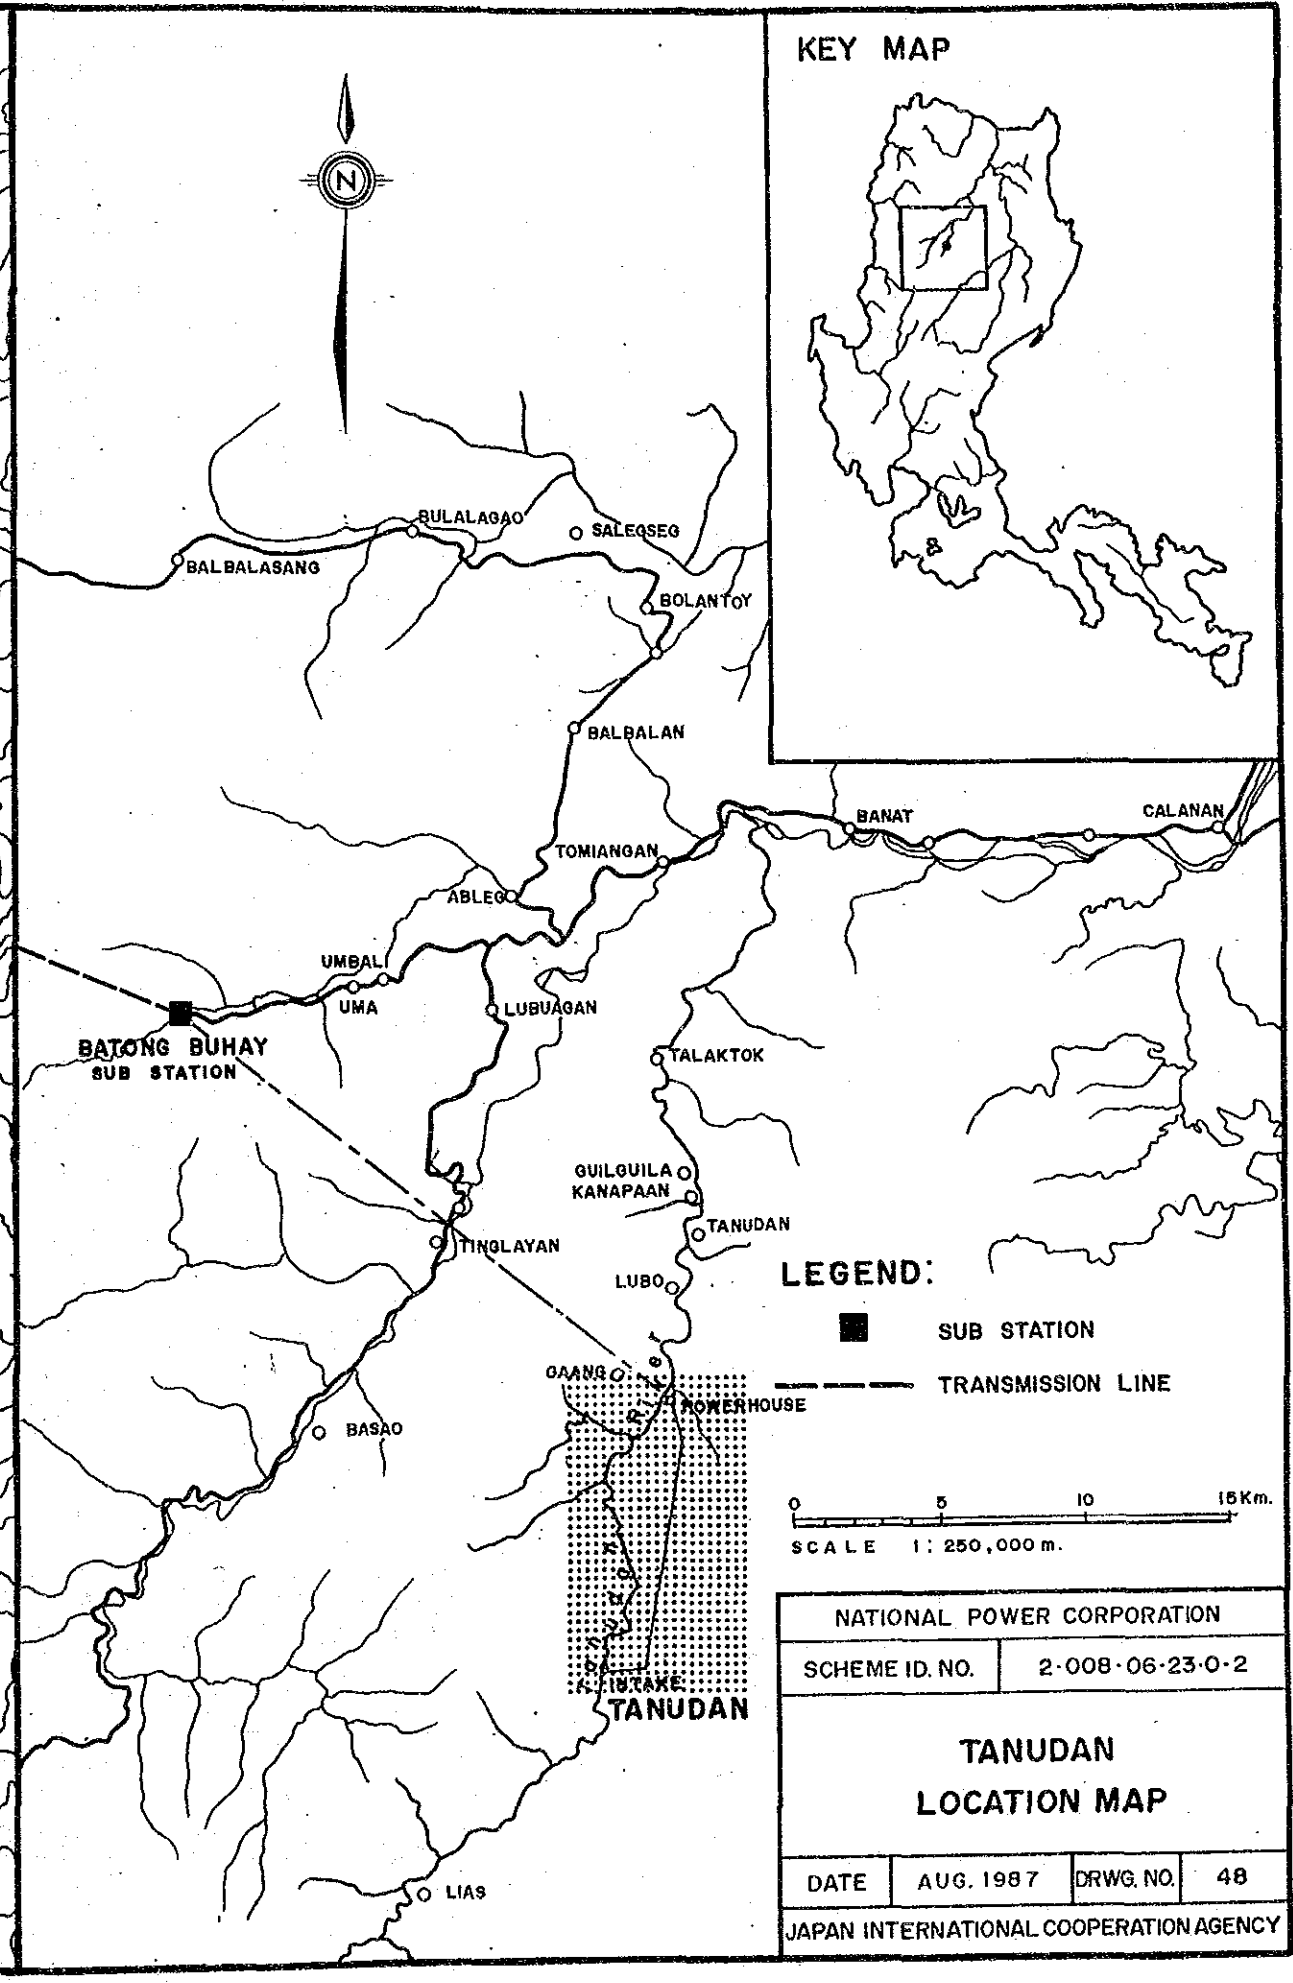 KEY MAP
N
BULALAGAO
SALEGSEG
BALBALASANG
BOLANTOY
BALBALAN
BANAT
CALANAN
TOMIANGAN
ABLEG
UMBALI
UMA
LUBUAGAN
BATONG BUHAY
SUB STATION
TALAKTOK
GUILGUILA
KANAPAAN
TANUDAN
TINGLAYAN
LUBO
LEGEND:
SUB STATION
TRANSMISSION LINE
GAANG
POWERHOUSE
Tanudan River
BASAO
INTAKE
TANUDAN
0 5 10 15Km.
SCALE 1:250,000 m.
NATIONAL POWER CORPORATION
SCHEME ID. NO. 2-008-06-23-0-2
TANUDAN
LOCATION MAP
DATE AUG. 1987 DRWG. NO. 48
JAPAN INTERNATIONAL COOPERATION AGENCY
LIAS